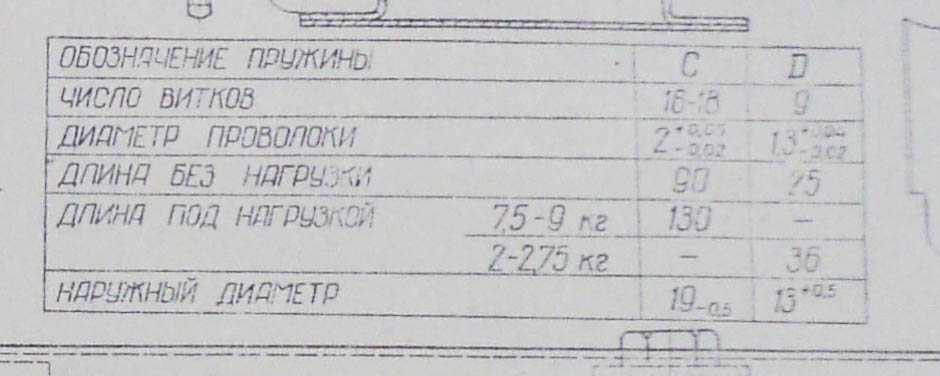 ОБОЗНАЧЕНИЕ ПРУЖИНЫ C D
ЧИСЛО ВИТКОВ 16-18 9
ДИАМЕТР ПРОВОЛОКИ 2 +0,05 -0,02 1,3 -0,02
ДЛИНА БЕЗ НАГРУЗКИ 90 25
ДЛИНА ПОД НАГРУЗКОЙ 7,5-9 кг 130 –
2-2,75 кг – 36
НАРУЖНЫЙ ДИАМЕТР 19 -0,5 13 +0,5